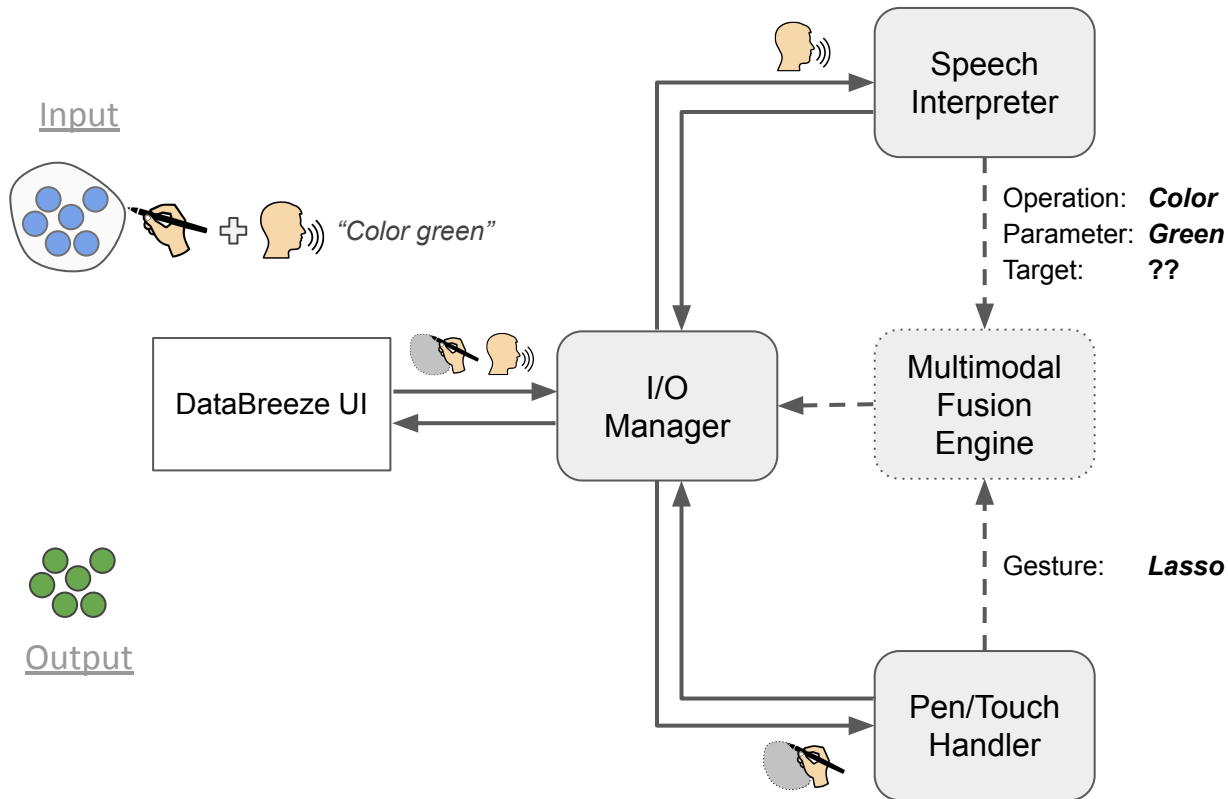 Speech
Interpreter
Input
“Color green”
Operation: Color
Parameter: Green
Target: ??
DataBreeze UI
I/O
Manager
Multimodal
Fusion
Engine
Gesture: Lasso
Output
Pen/Touch
Handler